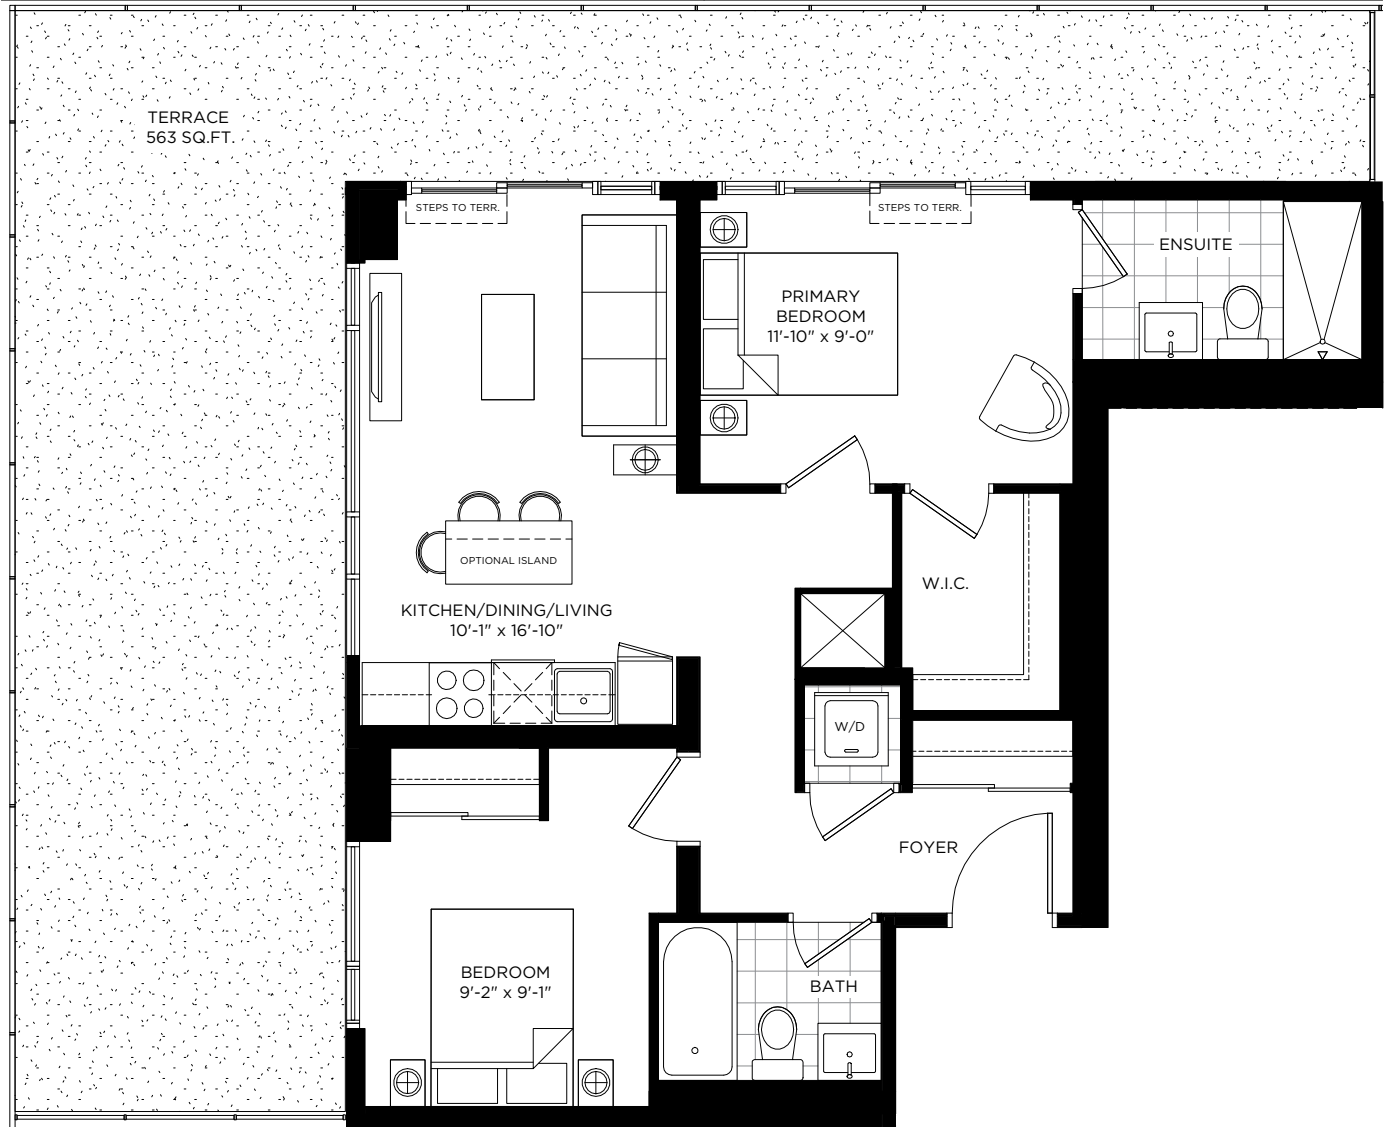 TERRACE
563 SQ.FT.
STEPS TO TERR.
STEPS TO TERR.
ENSUITE
PRIMARY
BEDROOM
11'-10" x 9'-0"
OPTIONAL ISLAND
W.I.C.
KITCHEN/DINING/LIVING
10'-1" x 16'-10"
W/D
FOYER
BEDROOM
9'-2" x 9'-1"
BATH